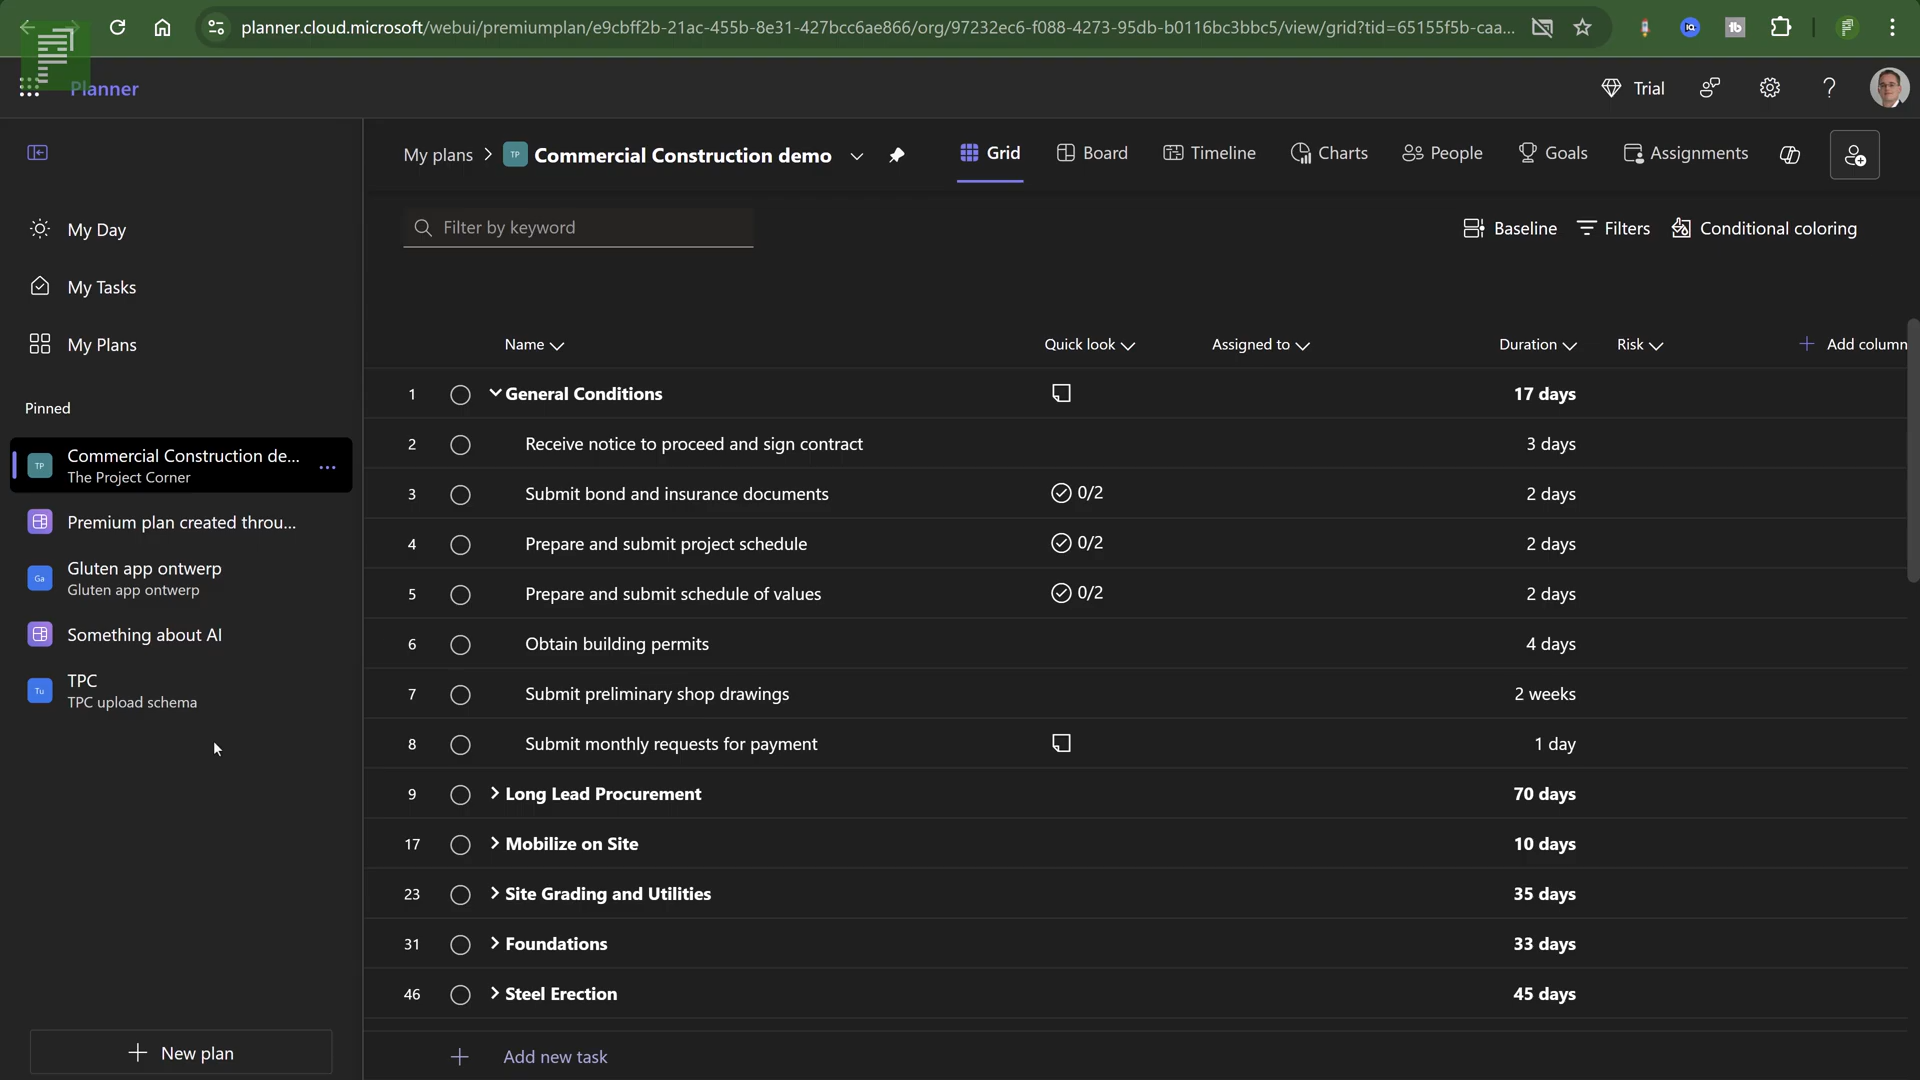 planner.cloud.microsoft/webui/premiumplan/e9cbff2b-21ac-455b-8e31-427bcc6ae866/org/97232ec6-f088-4273-95db-b0116bc3bbc5/view/grid?tid=65155f5b-caa...
Planner
Trial
My plans
TP
Commercial Construction demo
Grid
Board
Timeline
Charts
People
Goals
Assignments
Filter by keyword
Baseline
Filters
Conditional coloring
My Day
My Tasks
My Plans
Pinned
TP
Commercial Construction de...
The Project Corner
Premium plan created throu...
Ga
Gluten app ontwerp
Gluten app ontwerp
Something about AI
Tu
TPC
TPC upload schema
New plan
Name Quick look Assigned to Duration Risk Add column
1 General Conditions 17 days
2 Receive notice to proceed and sign contract 3 days
3 Submit bond and insurance documents 0/2 2 days
4 Prepare and submit project schedule 0/2 2 days
5 Prepare and submit schedule of values 0/2 2 days
6 Obtain building permits 4 days
7 Submit preliminary shop drawings 2 weeks
8 Submit monthly requests for payment 1 day
9 Long Lead Procurement 70 days
17 Mobilize on Site 10 days
23 Site Grading and Utilities 35 days
31 Foundations 33 days
46 Steel Erection 45 days
Add new task